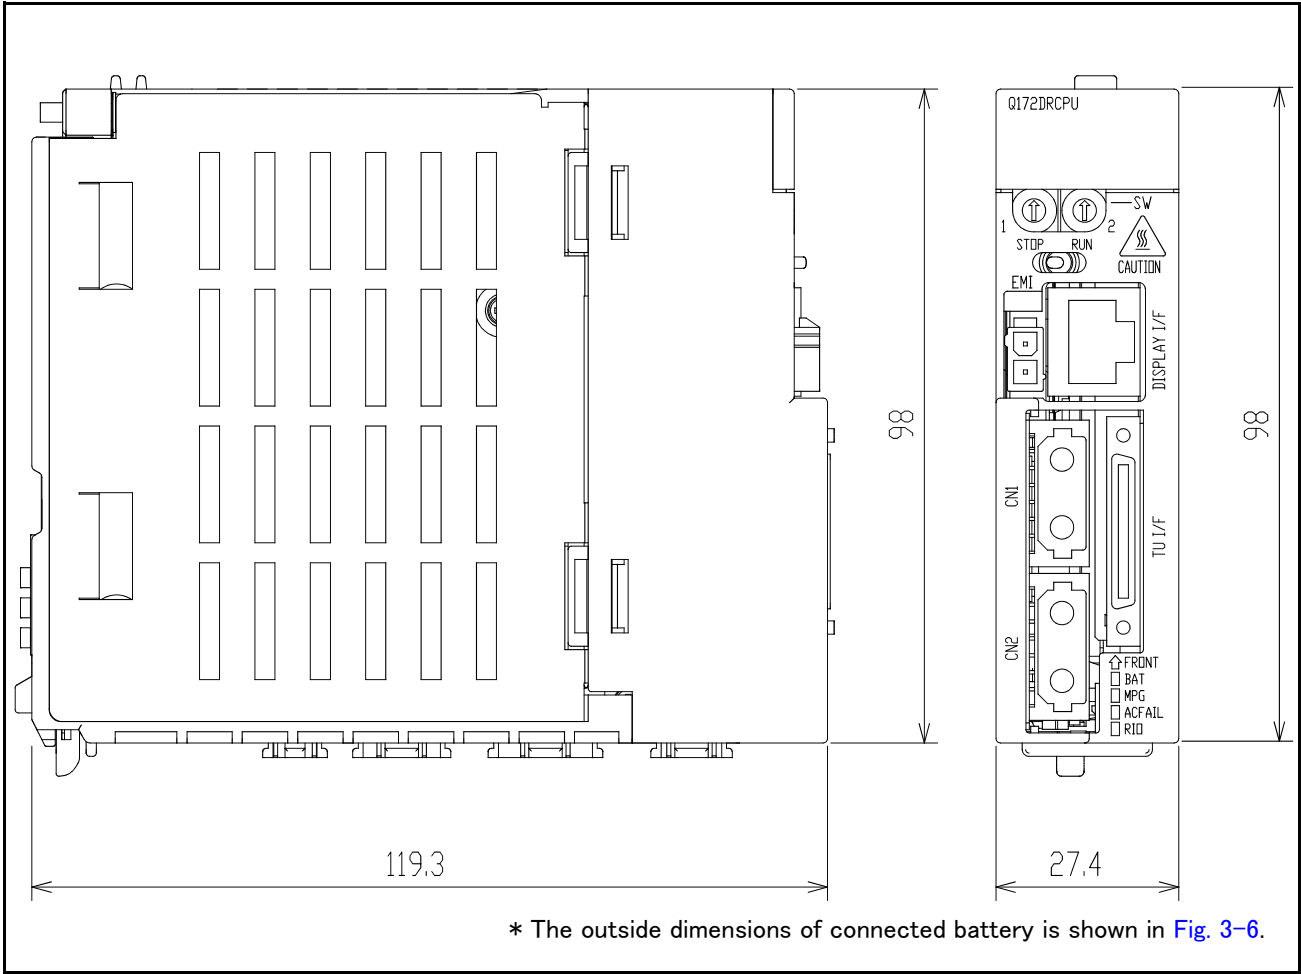 Q172DRCPU
SW
1
2
STOP
RUN
CAUTION
EMI
DISPLAY I/F
98
98
CN1
TU I/F
CN2
FRONT
BAT
MPG
ACFAIL
RIO
119.3
27.4
* The outside dimensions of connected battery is shown in Fig. 3-6.